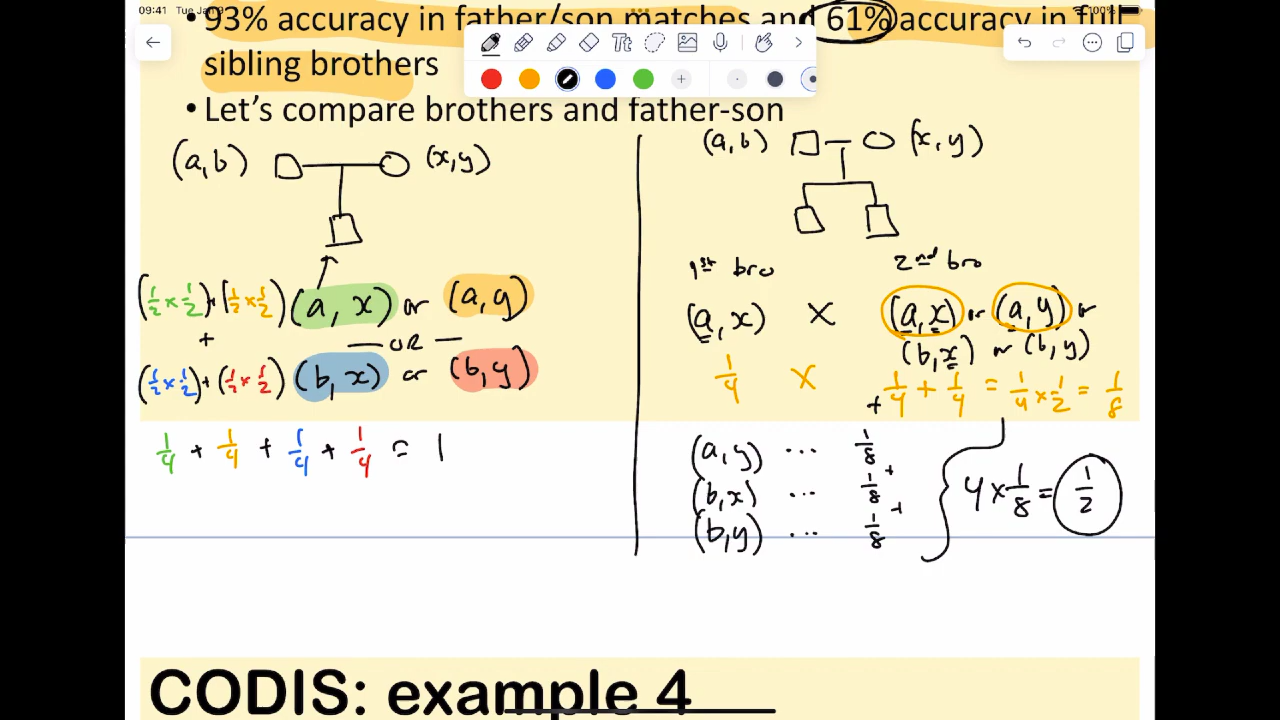 09:41 Tue Jan
100%
• 93% accuracy in father/son matches and 61% accuracy in full
sibling brothers
Tt
• Let's compare brothers and father-son
(a,b) (x,y)
(1/2 x 1/2) + (1/2 x 1/2) (a, x) or (a,y)
+ — OR —
(1/2 x 1/2) + (1/2 x 1/2) (b, x) or (b,y)
1/4 + 1/4 + 1/4 + 1/4 = 1
(a,b) (x,y)
1st bro 2nd bro
(a,x) X (a,x) or (a,y) or
(b,x) or (b,y)
1/4 X 1/4 + 1/4 = 1/4 x 1/2 = 1/8
+
(a,y) ... 1/8 +
(b,x) ... 1/8 +
(b,y) ... 1/8
4 x 1/8 = 1/2
CODIS: example 4